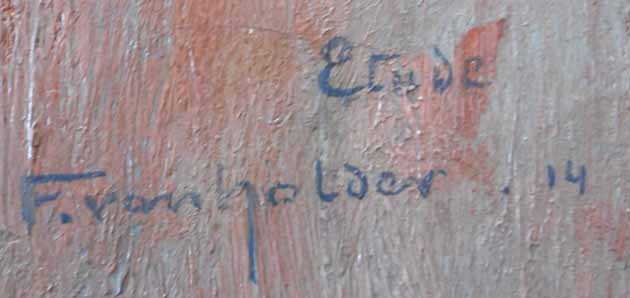 Etude
F. van holder . 14